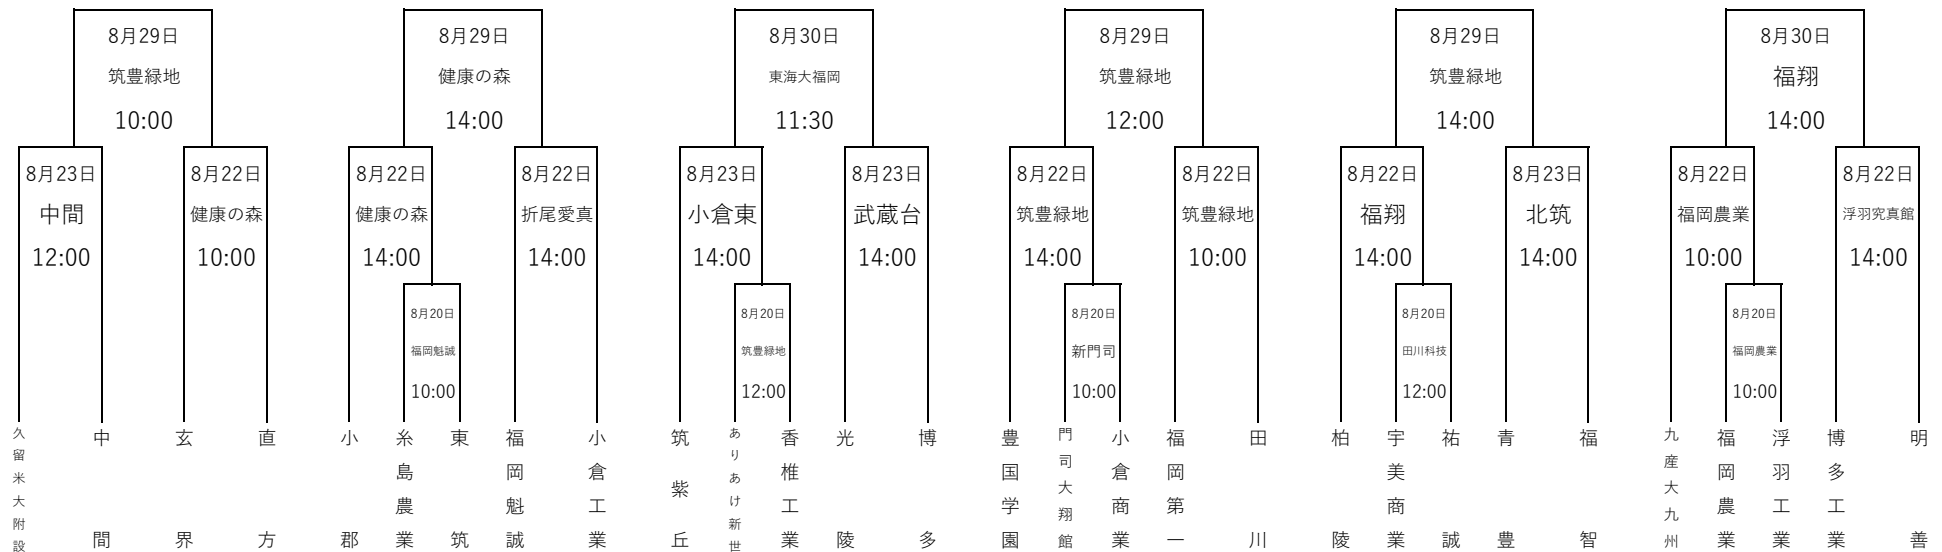 8月29日
筑豊緑地
10:00
8月29日
健康の森
14:00
8月30日
東海大福岡
11:30
8月29日
筑豊緑地
12:00
8月29日
筑豊緑地
14:00
8月30日
福翔
14:00
8月23日
中間
12:00
8月22日
健康の森
10:00
8月22日
健康の森
14:00
8月22日
折尾愛真
14:00
8月23日
小倉東
14:00
8月23日
武蔵台
14:00
8月22日
筑豊緑地
14:00
8月22日
筑豊緑地
10:00
8月22日
福翔
14:00
8月23日
北筑
14:00
8月22日
福岡農業
10:00
8月22日
浮羽究真館
14:00
8月20日
福岡魁誠
10:00
8月20日
筑豊緑地
12:00
8月20日
新門司
10:00
8月20日
田川科技
12:00
8月20日
福岡農業
10:00
久留米大附設
中間
玄界
直方
小郡
糸島農業
東筑
福岡魁誠
小倉工業
筑紫丘
ありあけ新世
香椎工業
光陵
博多
豊国学園
門司大翔館
小倉商業
福岡第一
田川
柏陵
宇美商業
祐誠
青豊
福智
九産大九州
福岡農業
浮羽工業
博多工業
明善